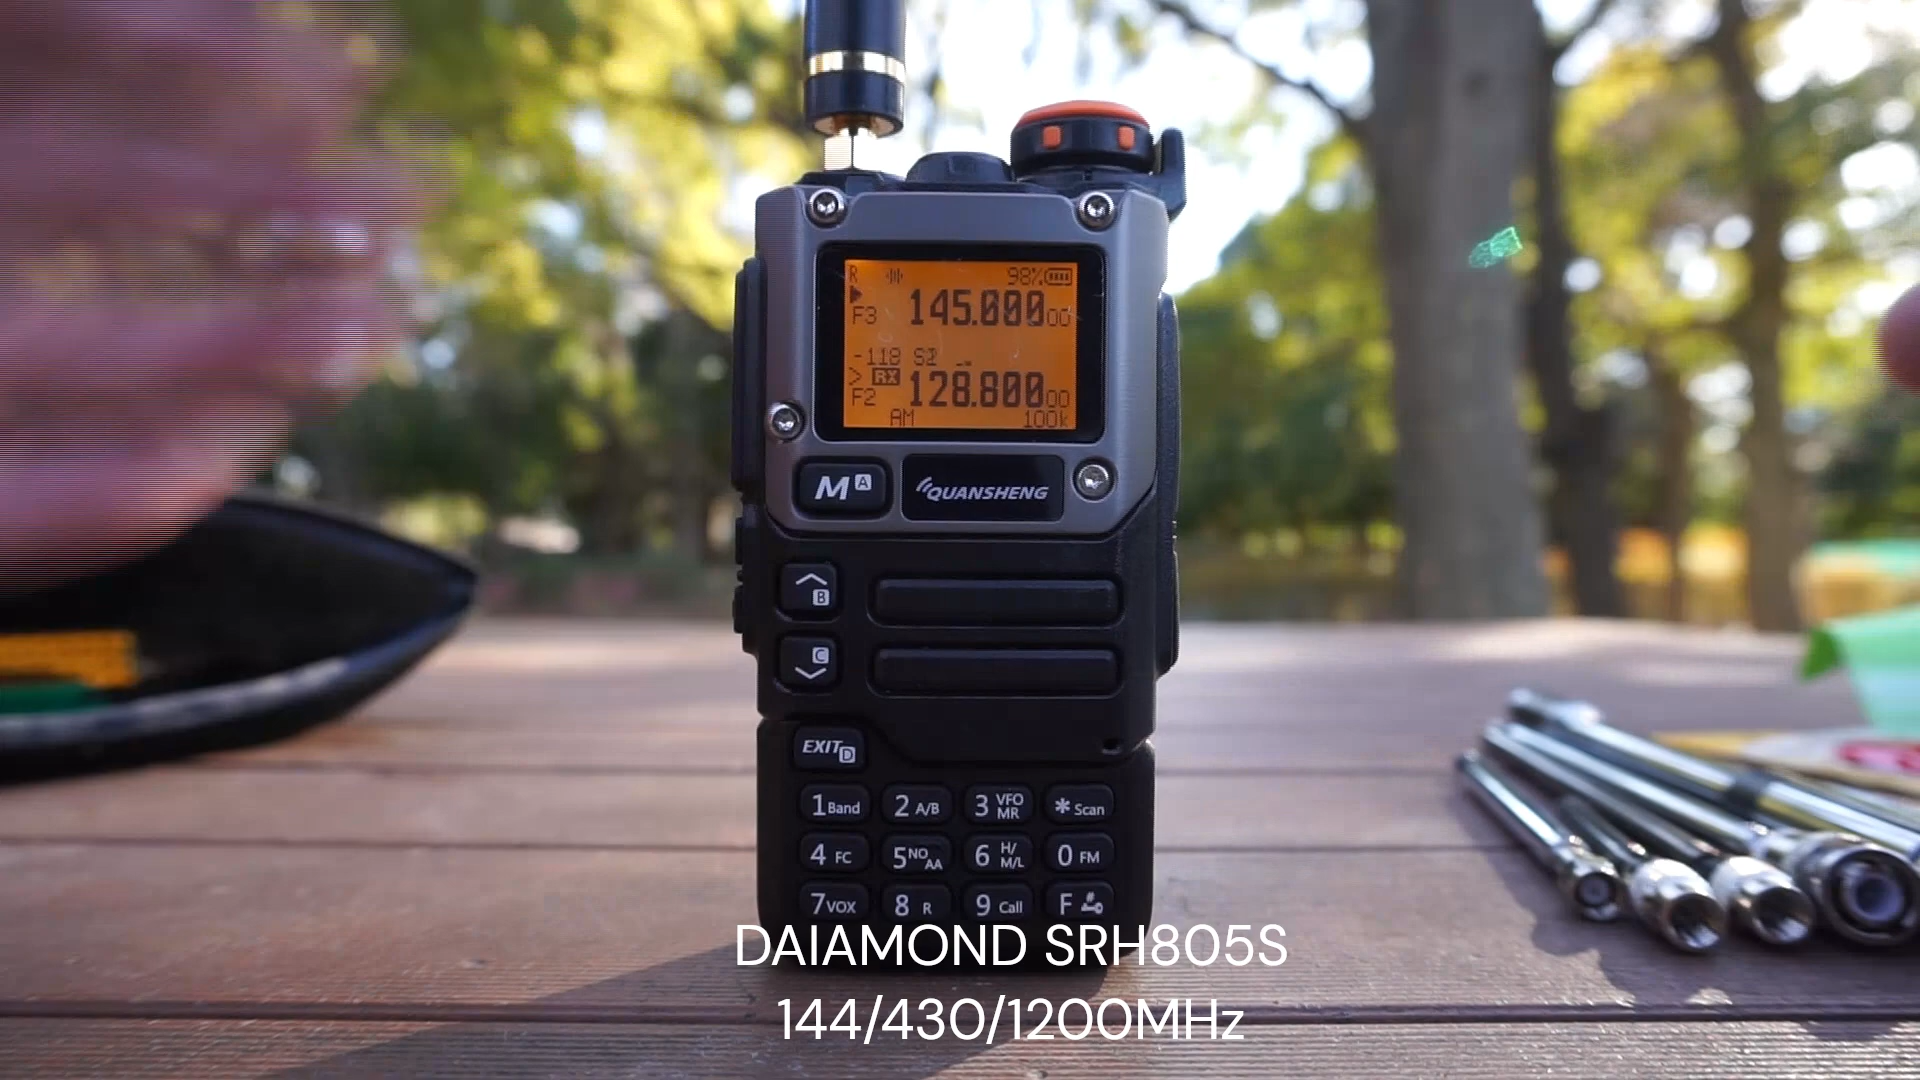 R 98%
F3 145.000 00
-118 S2
> RX 128.800 00
F2
AM 100k
M A
QUANSHENG
B
C
EXIT D
1 Band 2 A/B 3 VFO MR * Scan
4 FC 5 NO AA 6 H/M/L 0 FM
7 VOX 8 R 9 Call F
DAIAMOND SRH805S
144/430/1200MHz